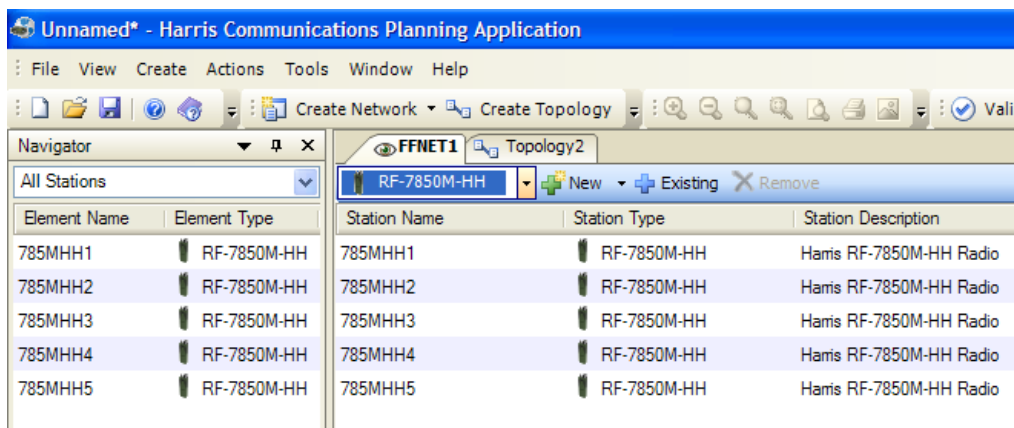 Unnamed* - Harris Communications Planning Application
File View Create Actions Tools Window Help
Create Network Create Topology Vali
Navigator
FFNET1 Topology2
All Stations
RF-7850M-HH New Existing Remove
Element Name Element Type
Station Name Station Type Station Description
785MHH1 RF-7850M-HH 785MHH1 RF-7850M-HH Harris RF-7850M-HH Radio
785MHH2 RF-7850M-HH 785MHH2 RF-7850M-HH Harris RF-7850M-HH Radio
785MHH3 RF-7850M-HH 785MHH3 RF-7850M-HH Harris RF-7850M-HH Radio
785MHH4 RF-7850M-HH 785MHH4 RF-7850M-HH Harris RF-7850M-HH Radio
785MHH5 RF-7850M-HH 785MHH5 RF-7850M-HH Harris RF-7850M-HH Radio